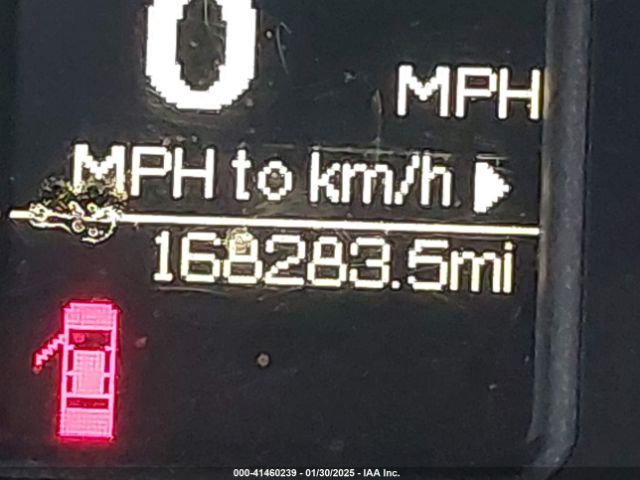 0
MPH
MPH to km/h
168283.5mi
000-41460239 - 01/30/2025 - IAA Inc.